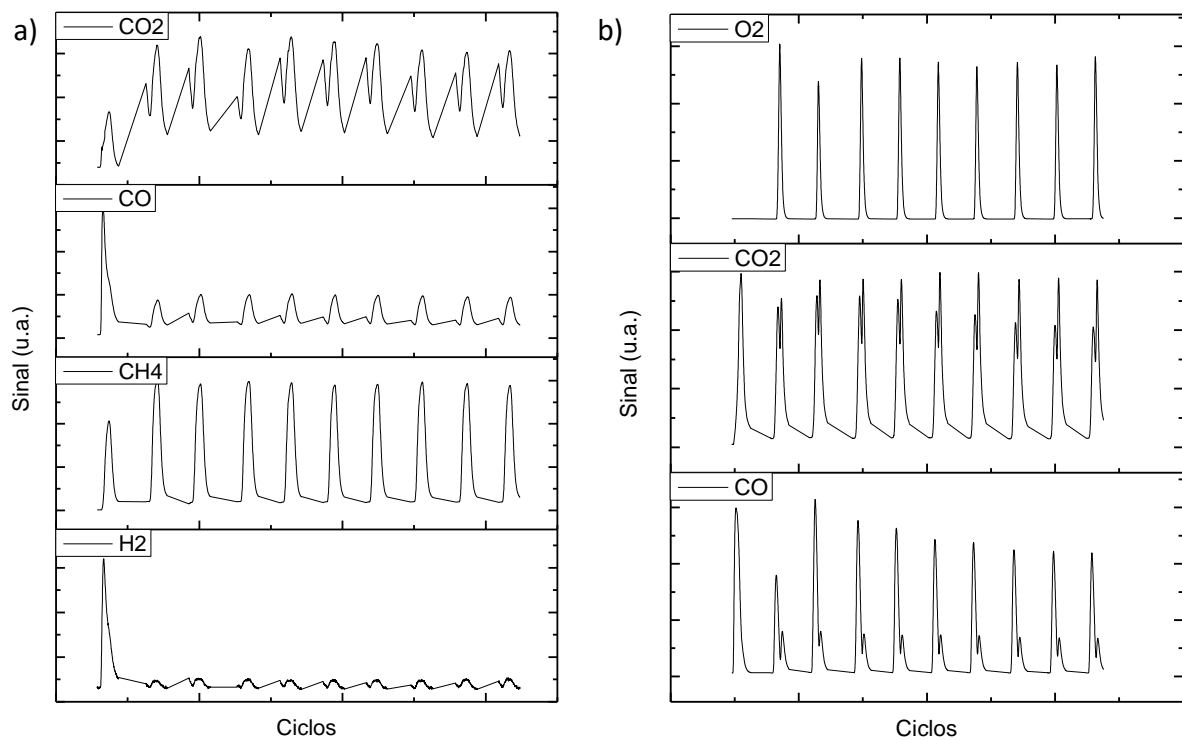 a)
CO2
CO
CH4
H2
Sinal (u.a.)
Ciclos
b)
O2
CO2
CO
Sinal (u.a.)
Ciclos